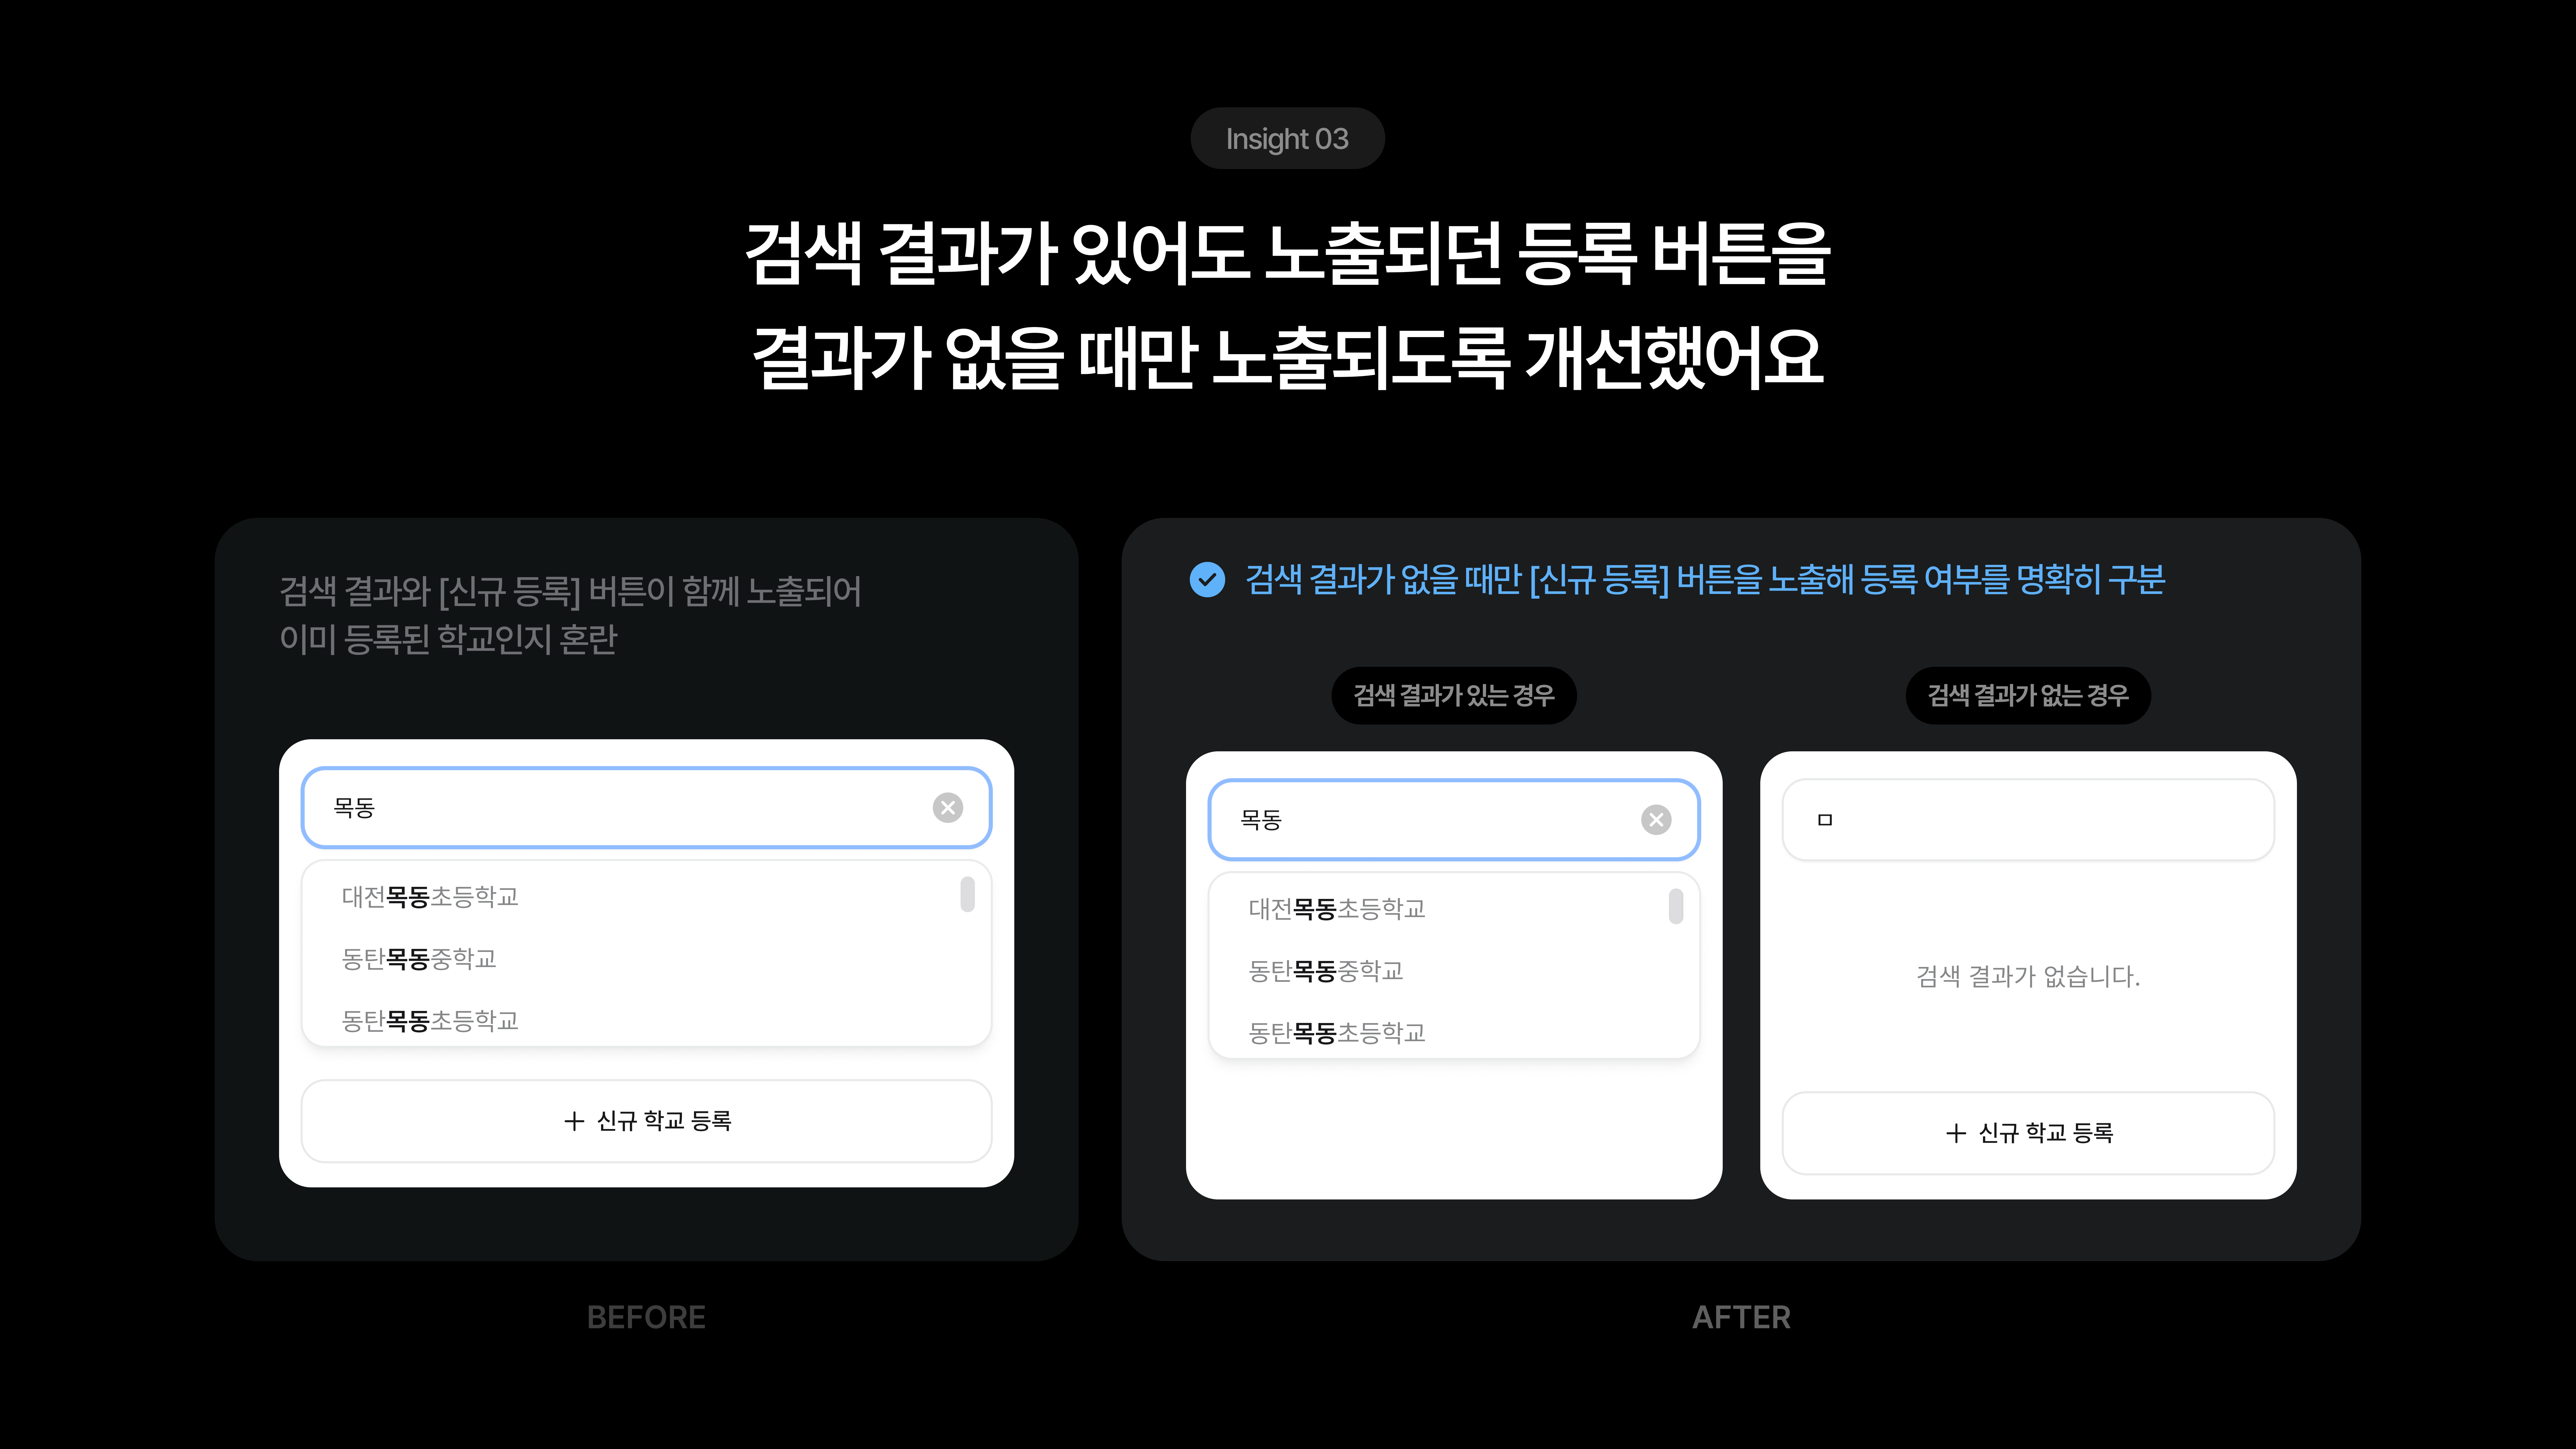 Insight 03
검색 결과가 있어도 노출되던 등록 버튼을
결과가 없을 때만 노출되도록 개선했어요
검색 결과와 [신규 등록] 버튼이 함께 노출되어
이미 등록된 학교인지 혼란
목동
대전목동초등학교
동탄목동중학교
동탄목동초등학교
+ 신규 학교 등록
BEFORE
검색 결과가 없을 때만 [신규 등록] 버튼을 노출해 등록 여부를 명확히 구분
검색 결과가 있는 경우
목동
대전목동초등학교
동탄목동중학교
동탄목동초등학교
검색 결과가 없는 경우
ㅁ
검색 결과가 없습니다.
+ 신규 학교 등록
AFTER